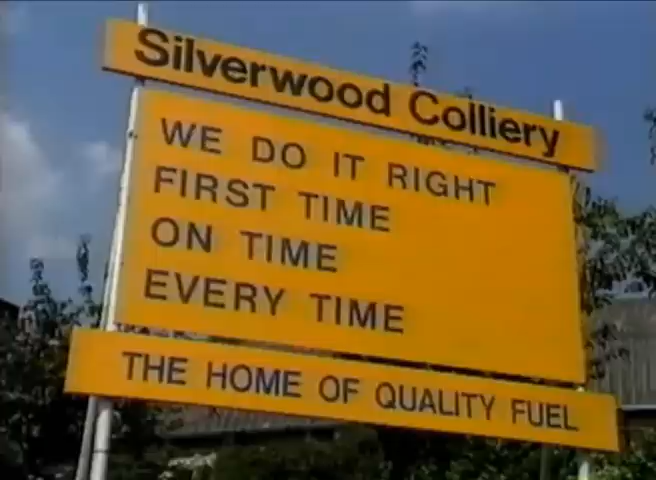 Silverwood Colliery
WE DO IT RIGHT
FIRST TIME
ON TIME
EVERY TIME
THE HOME OF QUALITY FUEL